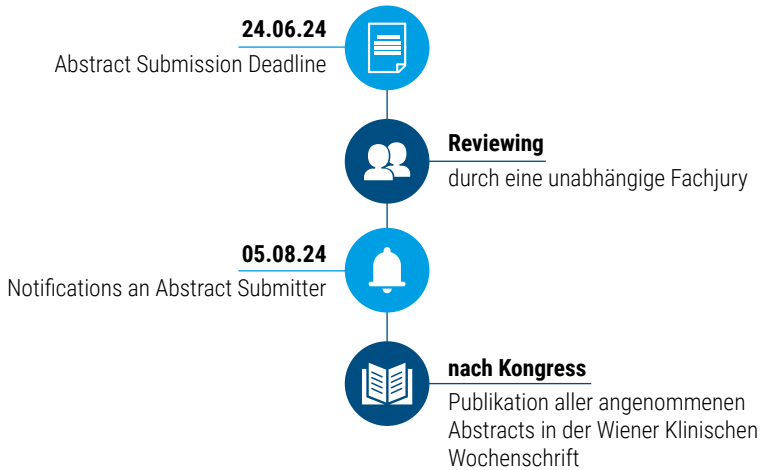 24.06.24
Abstract Submission Deadline
Reviewing
durch eine unabhängige Fachjury
05.08.24
Notifications an Abstract Submitter
nach Kongress
Publikation aller angenommenen
Abstracts in der Wiener Klinischen
Wochenschrift